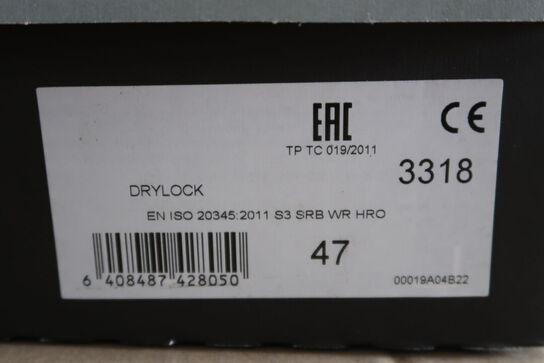 EAC CE
TP TC 019/2011
3318
DRYLOCK
EN ISO 20345:2011 S3 SRB WR HRO
47
6 408487 428050
00019A04B22